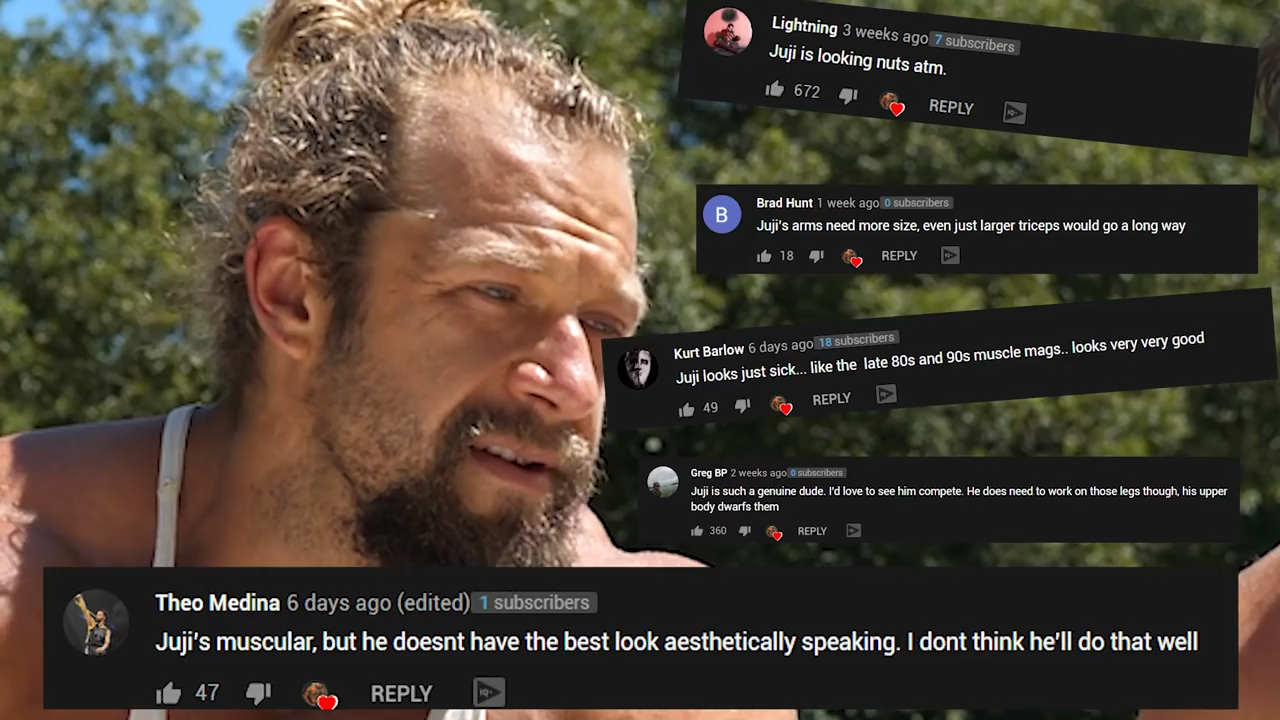 Lightning 3 weeks ago 7 subscribers
Juji is looking nuts atm.
672 REPLY
B
Brad Hunt 1 week ago 0 subscribers
Juji's arms need more size, even just larger triceps would go a long way
18 REPLY
Kurt Barlow 6 days ago 18 subscribers
Juji looks just sick... like the late 80s and 90s muscle mags.. looks very very good
49 REPLY
Greg BP 2 weeks ago 0 subscribers
Juji is such a genuine dude. I'd love to see him compete. He does need to work on those legs though, his upper
body dwarfs them
360 REPLY
Theo Medina 6 days ago (edited) 1 subscribers
Juji's muscular, but he doesnt have the best look aesthetically speaking. I dont think he'll do that well
47 REPLY